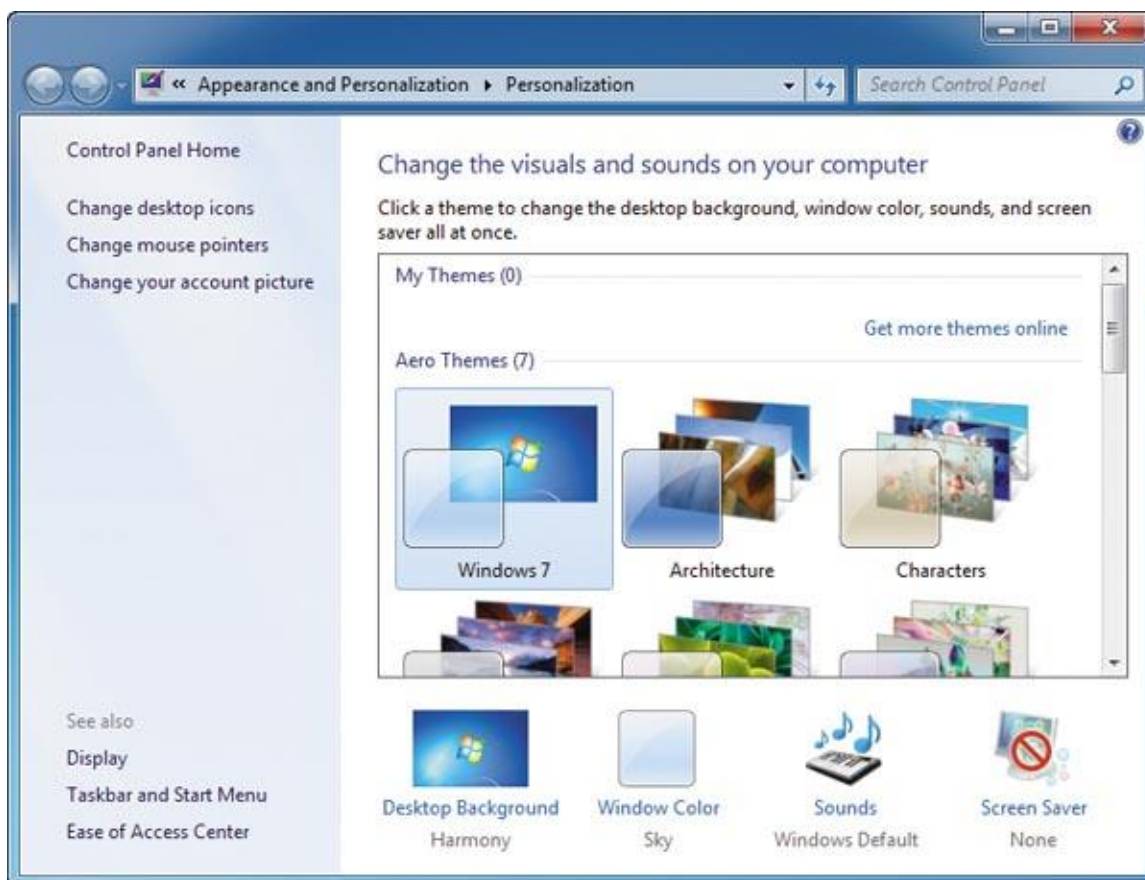 « Appearance and Personalization ▸ Personalization
Search Control Panel
Control Panel Home
Change desktop icons
Change mouse pointers
Change your account picture
See also
Display
Taskbar and Start Menu
Ease of Access Center
Change the visuals and sounds on your computer
Click a theme to change the desktop background, window color, sounds, and screen
saver all at once.
My Themes (0)
Get more themes online
Aero Themes (7)
Windows 7
Architecture
Characters
Desktop Background
Harmony
Window Color
Sky
Sounds
Windows Default
Screen Saver
None